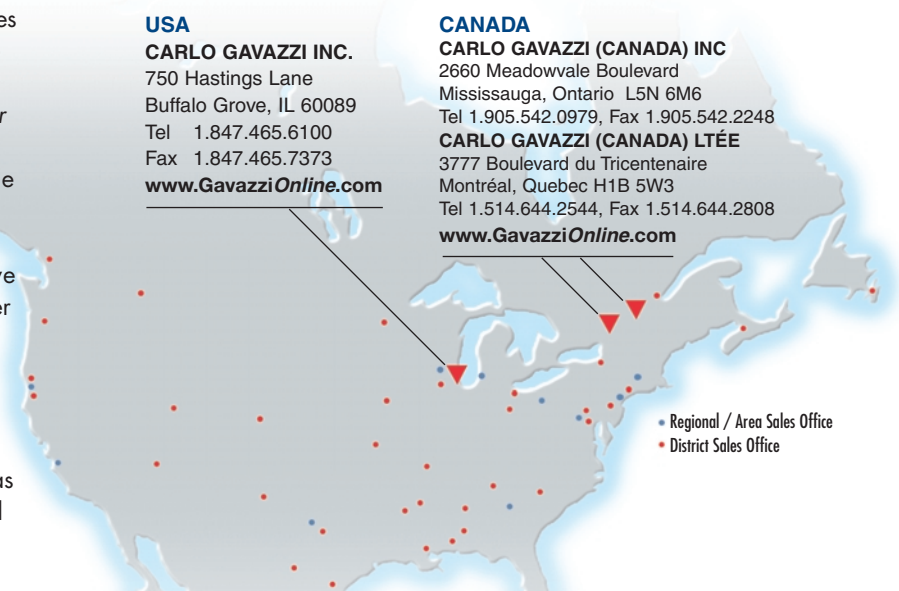 es
r
e
ve
er
as
l
USA
CARLO GAVAZZI INC.
750 Hastings Lane
Buffalo Grove, IL 60089
Tel 1.847.465.6100
Fax 1.847.465.7373
www.GavazziOnline.com
CANADA
CARLO GAVAZZI (CANADA) INC
2660 Meadowvale Boulevard
Mississauga, Ontario L5N 6M6
Tel 1.905.542.0979, Fax 1.905.542.2248
CARLO GAVAZZI (CANADA) LTÉE
3777 Boulevard du Tricentenaire
Montréal, Quebec H1B 5W3
Tel 1.514.644.2544, Fax 1.514.644.2808
www.GavazziOnline.com
Regional / Area Sales Office
District Sales Office